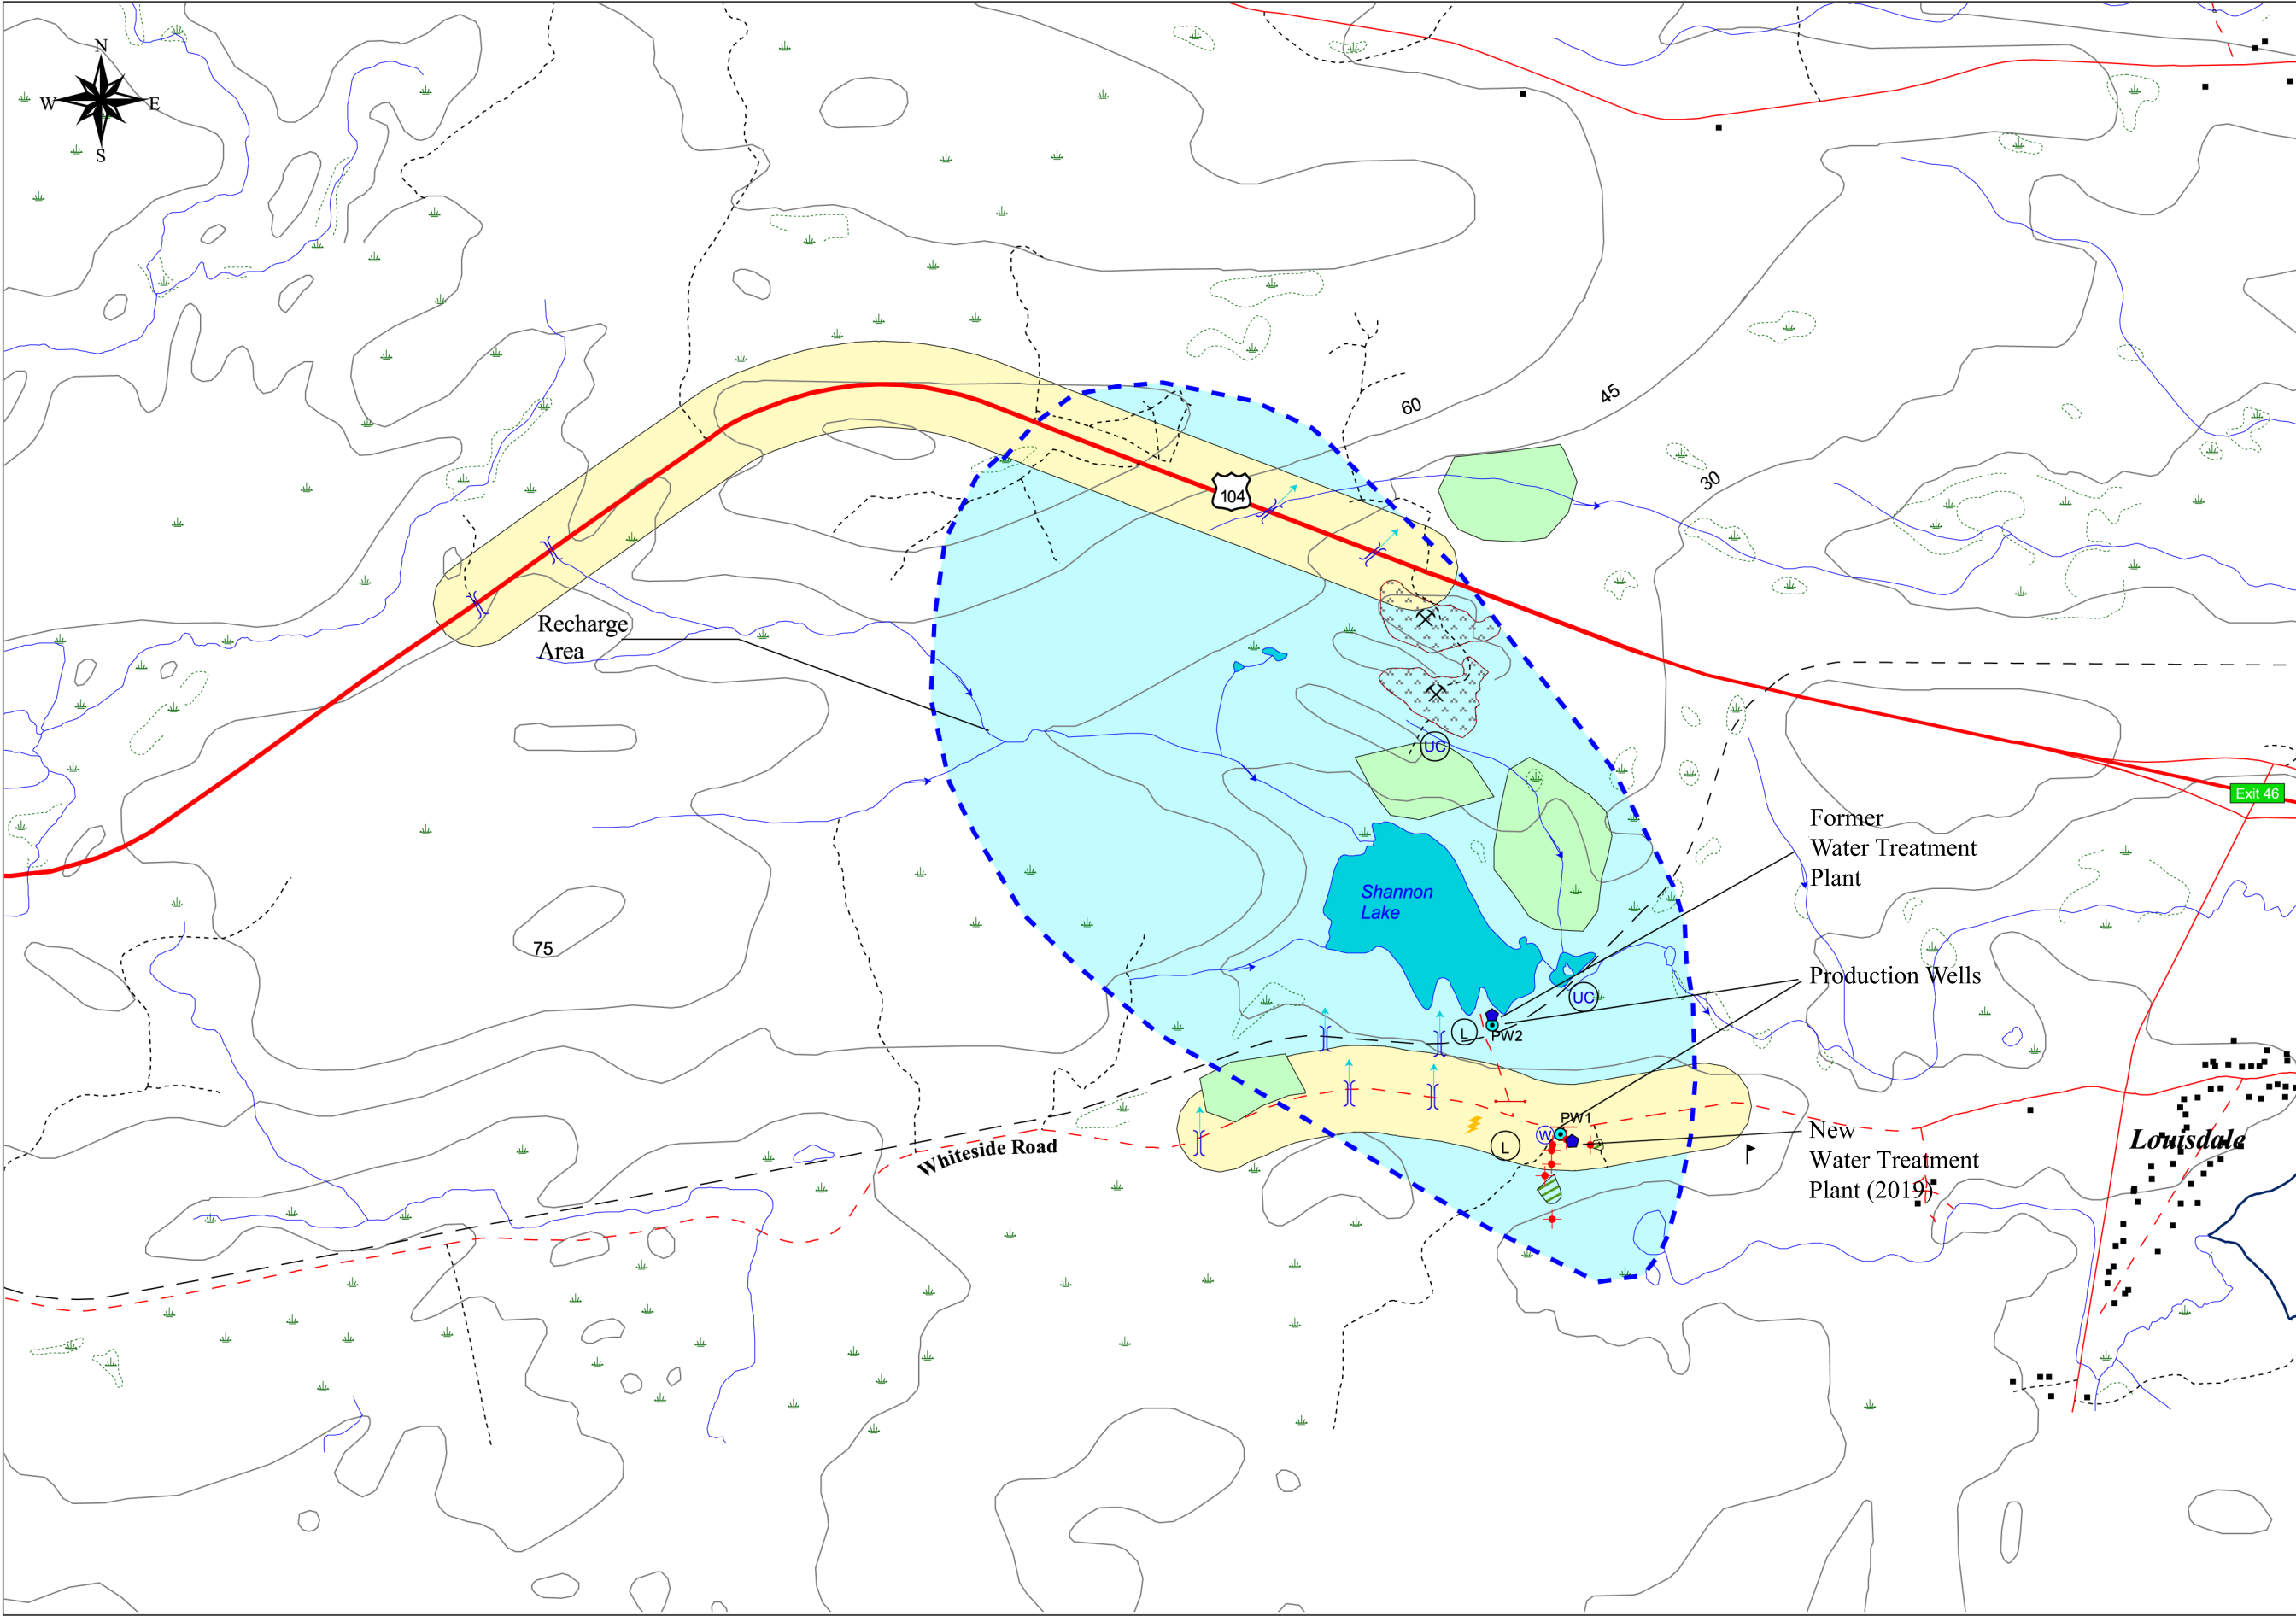 N
W E
S
60
45
30
104
Recharge
Area
UC
Exit 46
Former
Water Treatment
Plant
Shannon
Lake
75
Production Wells
UC
L
PW2
PW1
W
L
New
Water Treatment
Plant (2019)
Louisdale
Whiteside Road